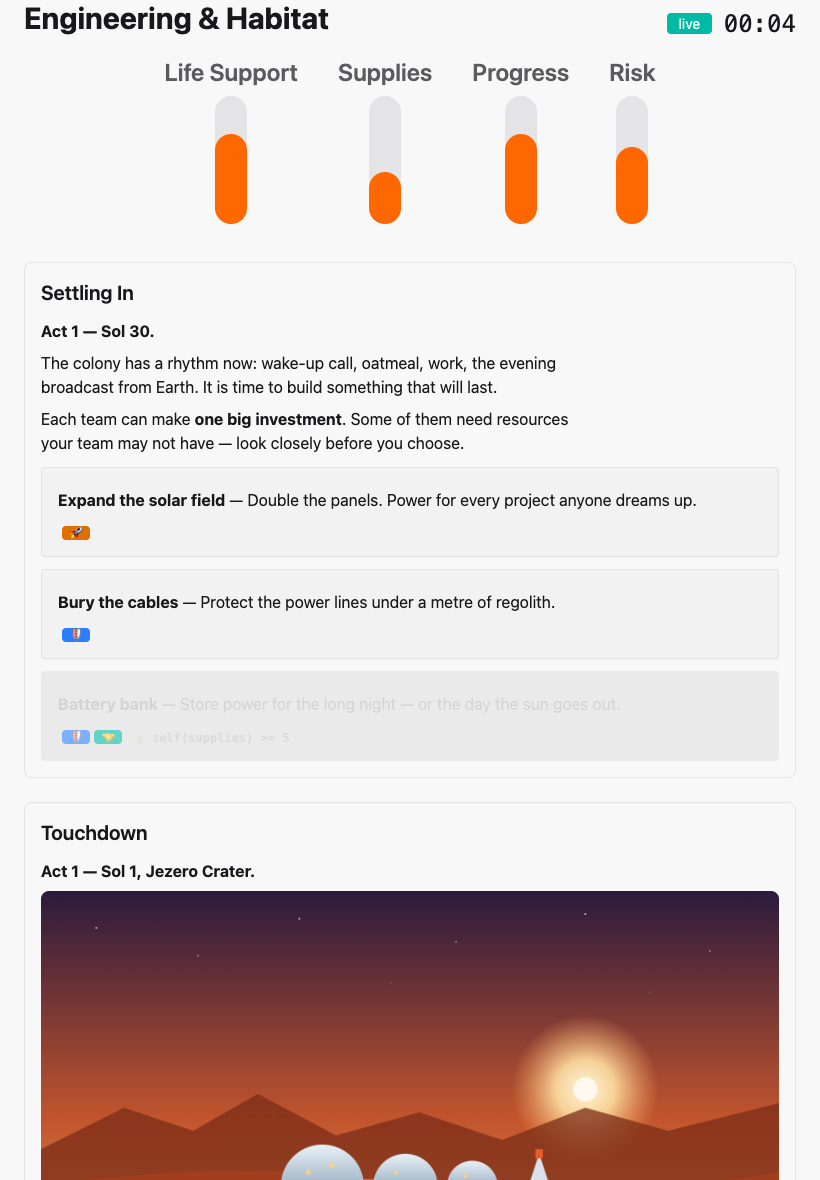 Engineering & Habitat
live 00:04
Life Support Supplies Progress Risk
Settling In
Act 1 — Sol 30.
The colony has a rhythm now: wake-up call, oatmeal, work, the evening
broadcast from Earth. It is time to build something that will last.
Each team can make one big investment. Some of them need resources
your team may not have — look closely before you choose.
Expand the solar field — Double the panels. Power for every project anyone dreams up.
Bury the cables — Protect the power lines under a metre of regolith.
Battery bank — Store power for the long night — or the day the sun goes out.
self(supplies) >= 5
Touchdown
Act 1 — Sol 1, Jezero Crater.